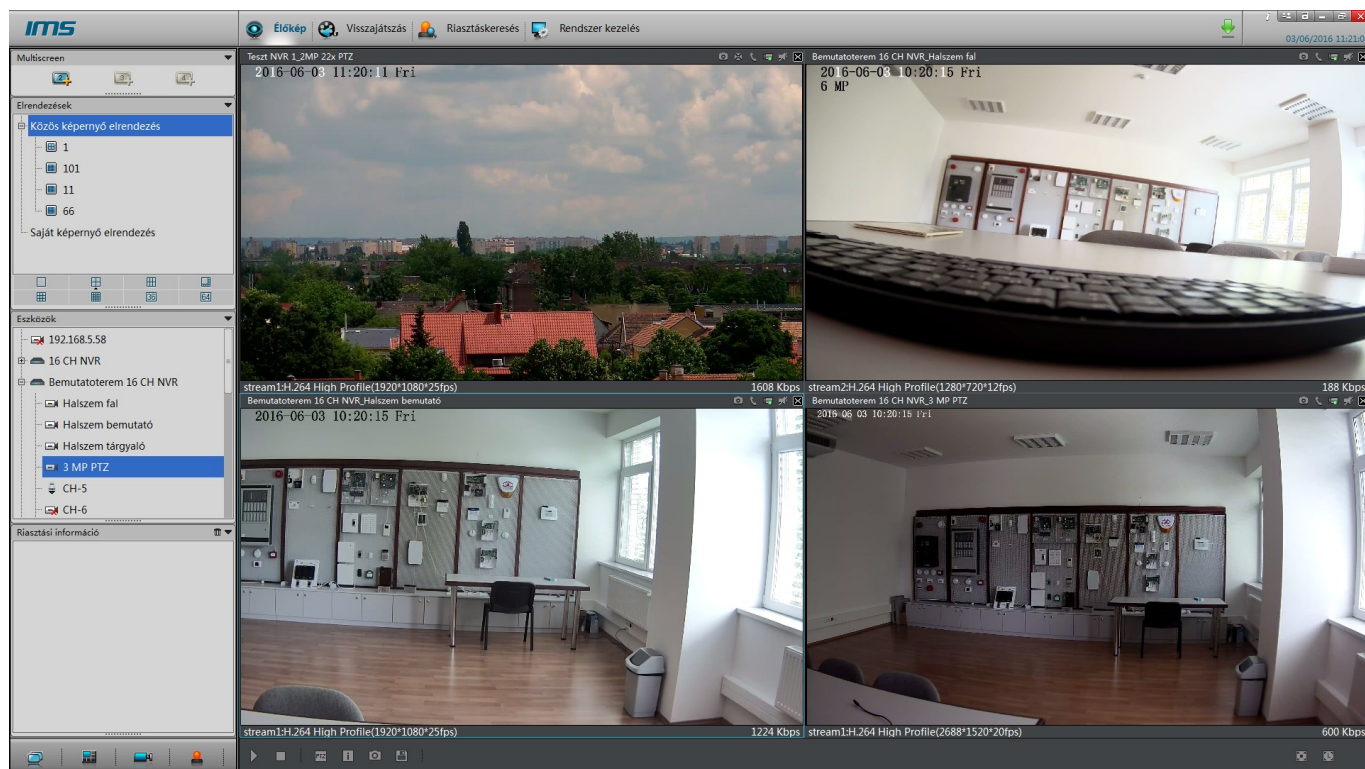 IMS
Élőkép
Visszajátszás
Riasztáskeresés
Rendszer kezelés
03/06/2016 11:21:0
Multiscreen
2
3
4
Elrendezések
Közös képernyő elrendezés
1
101
11
66
Saját képernyő elrendezés
36
64
Eszközök
192.168.5.58
16 CH NVR
Bemutatoterem 16 CH NVR
Halszem fal
Halszem bemutató
Halszem tárgyaló
3 MP PTZ
CH-5
CH-6
Riasztási információ
Teszt NVR 1_2MP 22x PTZ
2016-06-03 11:20:11 Fri
stream1:H.264 High Profile(1920*1080*25fps)
1608 Kbps
Bemutatoterem 16 CH NVR_Halszem fal
2016-06-03 10:20:15 Fri
6 MP
stream2:H.264 High Profile(1280*720*12fps)
188 Kbps
Bemutatoterem 16 CH NVR_Halszem bemutató
2016-06-03 10:20:15 Fri
stream1:H.264 High Profile(1920*1080*25fps)
1224 Kbps
Bemutatoterem 16 CH NVR_3 MP PTZ
2016-06-03 10:20:15 Fri
stream1:H.264 High Profile(2688*1520*20fps)
600 Kbps
PTZ